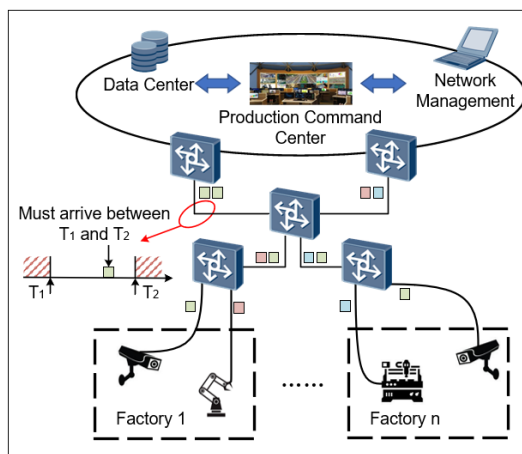 Data Center
Network
Management
Production Command
Center
Must arrive between
T1 and T2
T1
T2
Factory 1
......
Factory n